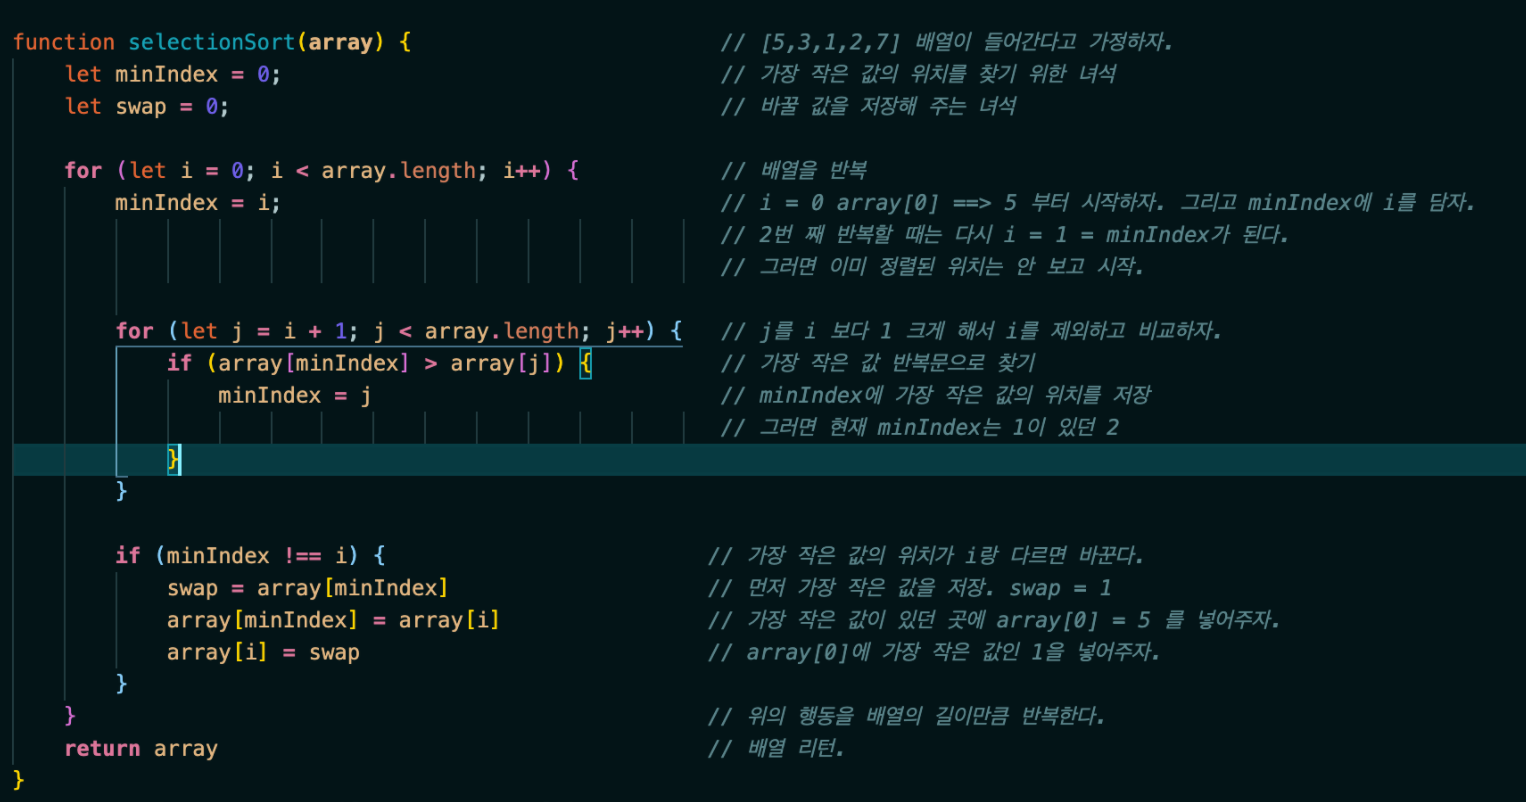 function selectionSort(array) { // [5,3,1,2,7] 배열이 들어간다고 가정하자.
let minIndex = 0; // 가장 작은 값의 위치를 찾기 위한 녀석
let swap = 0; // 바꿀 값을 저장해 주는 녀석
for (let i = 0; i < array.length; i++) { // 배열을 반복
minIndex = i; // i = 0 array[0] ==> 5 부터 시작하자. 그리고 minIndex에 i를 담자.
// 2번 째 반복할 때는 다시 i = 1 = minIndex가 된다.
// 그러면 이미 정렬된 위치는 안 보고 시작.
for (let j = i + 1; j < array.length; j++) { // j를 i 보다 1 크게 해서 i를 제외하고 비교하자.
if (array[minIndex] > array[j]) { // 가장 작은 값 반복문으로 찾기
minIndex = j // minIndex에 가장 작은 값의 위치를 저장
// 그러면 현재 minIndex는 1이 있던 2
}
}
if (minIndex !== i) { // 가장 작은 값의 위치가 i랑 다르면 바꾼다.
swap = array[minIndex] // 먼저 가장 작은 값을 저장. swap = 1
array[minIndex] = array[i] // 가장 작은 값이 있던 곳에 array[0] = 5 를 넣어주자.
array[i] = swap // array[0]에 가장 작은 값인 1을 넣어주자.
}
} // 위의 행동을 배열의 길이만큼 반복한다.
return array // 배열 리턴.
}